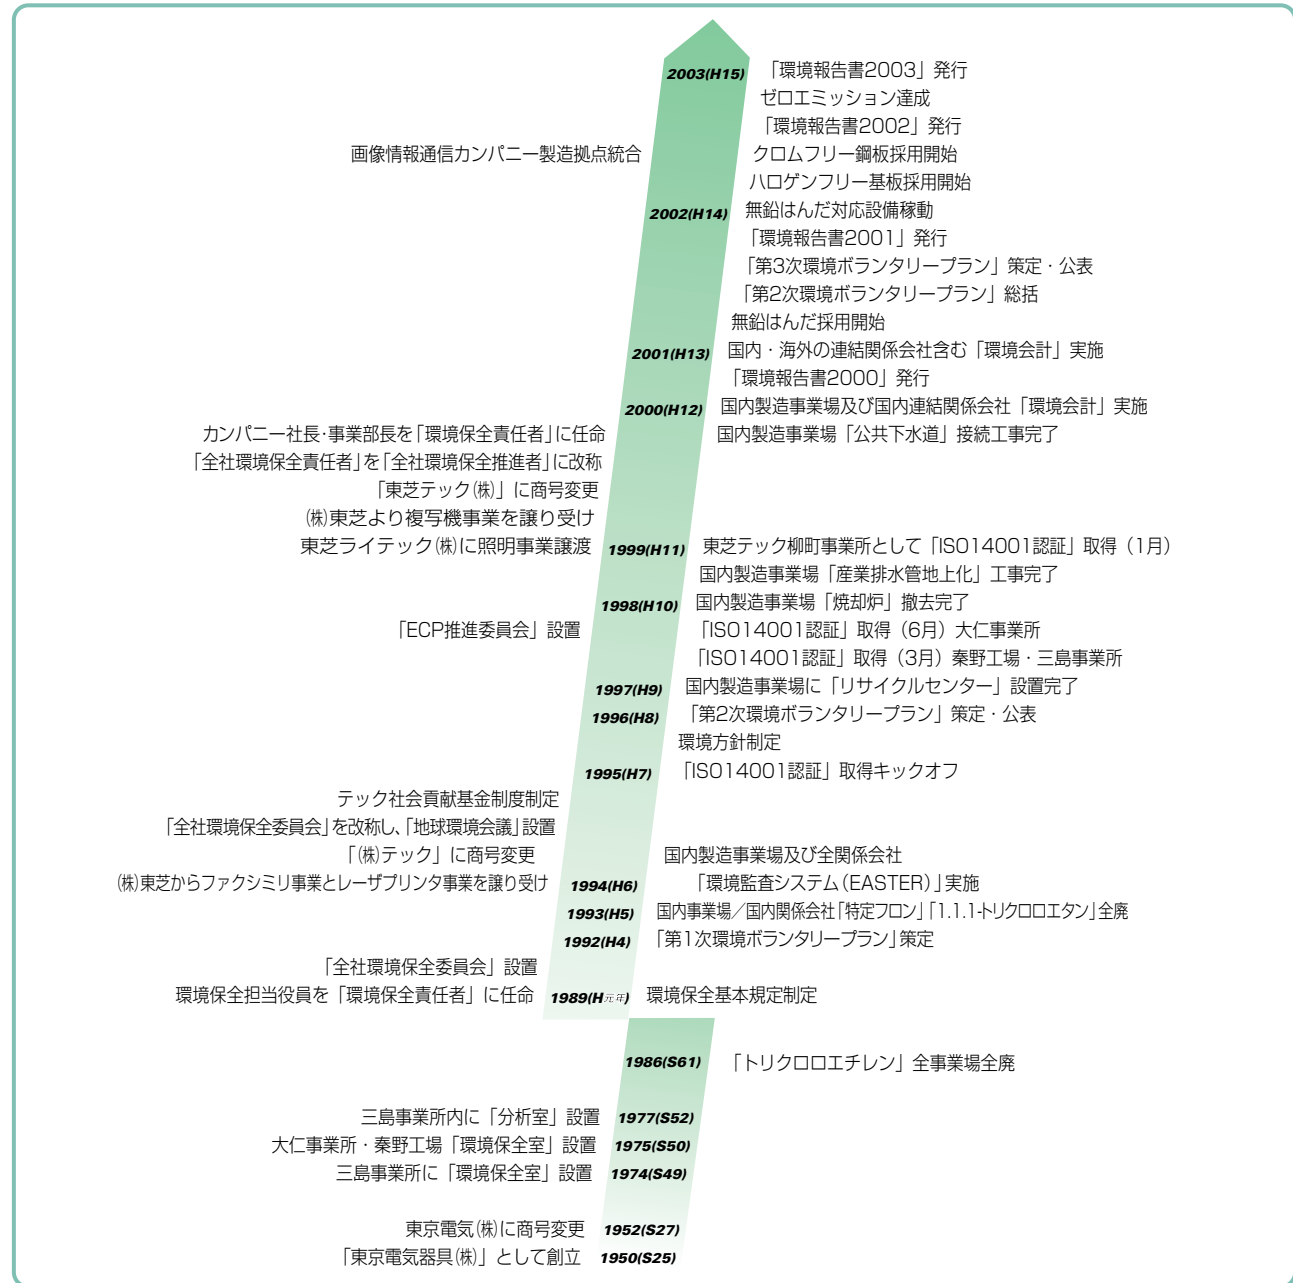 2003(H15) 「環境報告書2003」発行
ゼロエミッション達成
「環境報告書2002」発行
画像情報通信カンパニー製造拠点統合 クロムフリー鋼板採用開始
ハロゲンフリー基板採用開始
2002(H14) 無鉛はんだ対応設備稼動
「環境報告書2001」発行
「第3次環境ボランタリープラン」策定・公表
「第2次環境ボランタリープラン」総括
無鉛はんだ採用開始
2001(H13) 国内・海外の連結関係会社含む「環境会計」実施
「環境報告書2000」発行
2000(H12) 国内製造事業場及び国内連結関係会社「環境会計」実施
カンパニー社長・事業部長を「環境保全責任者」に任命 国内製造事業場「公共下水道」接続工事完了
「全社環境保全責任者」を「全社環境保全推進者」に改称
「東芝テック㈱」に商号変更
㈱東芝より複写機事業を譲り受け
東芝ライテック㈱に照明事業譲渡 1999(H11) 東芝テック柳町事業所として「ISO14001認証」取得（1月）
国内製造事業場「産業排水管地上化」工事完了
1998(H10) 国内製造事業場「焼却炉」撤去完了
「ECP推進委員会」設置 「ISO14001認証」取得（6月）大仁事業所
「ISO14001認証」取得（3月）秦野工場・三島事業所
1997(H9) 国内製造事業場に「リサイクルセンター」設置完了
1996(H8) 「第2次環境ボランタリープラン」策定・公表
環境方針制定
1995(H7) 「ISO14001認証」取得キックオフ
テック社会貢献基金制度制定
「全社環境保全委員会」を改称し、「地球環境会議」設置
「㈱テック」に商号変更 国内製造事業場及び全関係会社
㈱東芝からファクシミリ事業とレーザプリンタ事業を譲り受け 1994(H6) 「環境監査システム(EASTER)」実施
1993(H5) 国内事業場／国内関係会社「特定フロン」「1.1.1-トリクロロエタン」全廃
1992(H4) 「第1次環境ボランタリープラン」策定
「全社環境保全委員会」設置
環境保全担当役員を「環境保全責任者」に任命 1989(H元年) 環境保全基本規定制定
1986(S61) 「トリクロロエチレン」全事業場全廃
三島事業所内に「分析室」設置 1977(S52)
大仁事業所・秦野工場「環境保全室」設置 1975(S50)
三島事業所に「環境保全室」設置 1974(S49)
東京電気㈱に商号変更 1952(S27)
「東京電気器具㈱」として創立 1950(S25)